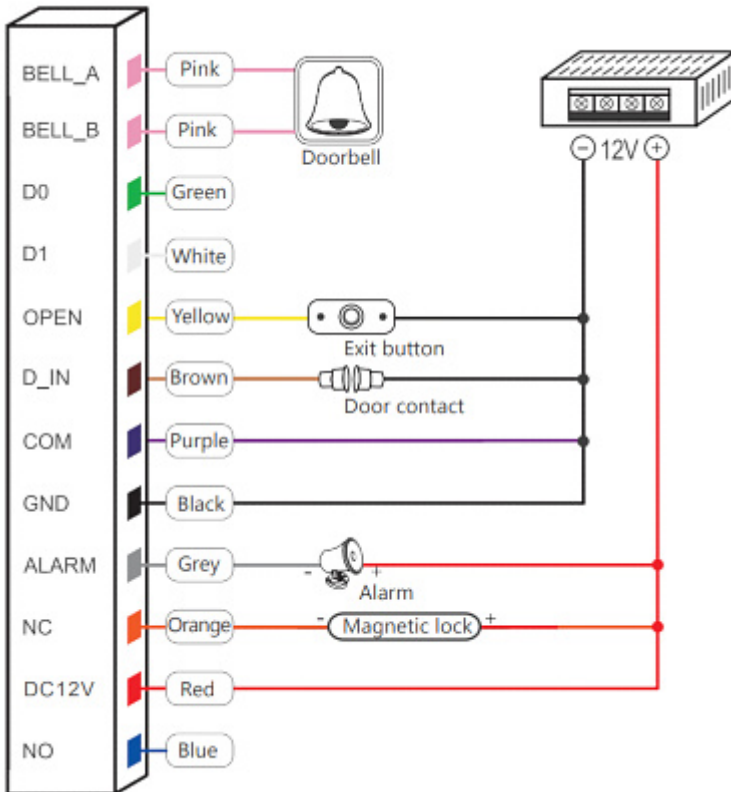 BELL_A Pink
BELL_B Pink
Doorbell
− 12V +
D0 Green
D1 White
OPEN Yellow
Exit button
D_IN Brown
Door contact
COM Purple
GND Black
ALARM Grey - +
Alarm
NC Orange - Magnetic lock +
DC12V Red
NO Blue